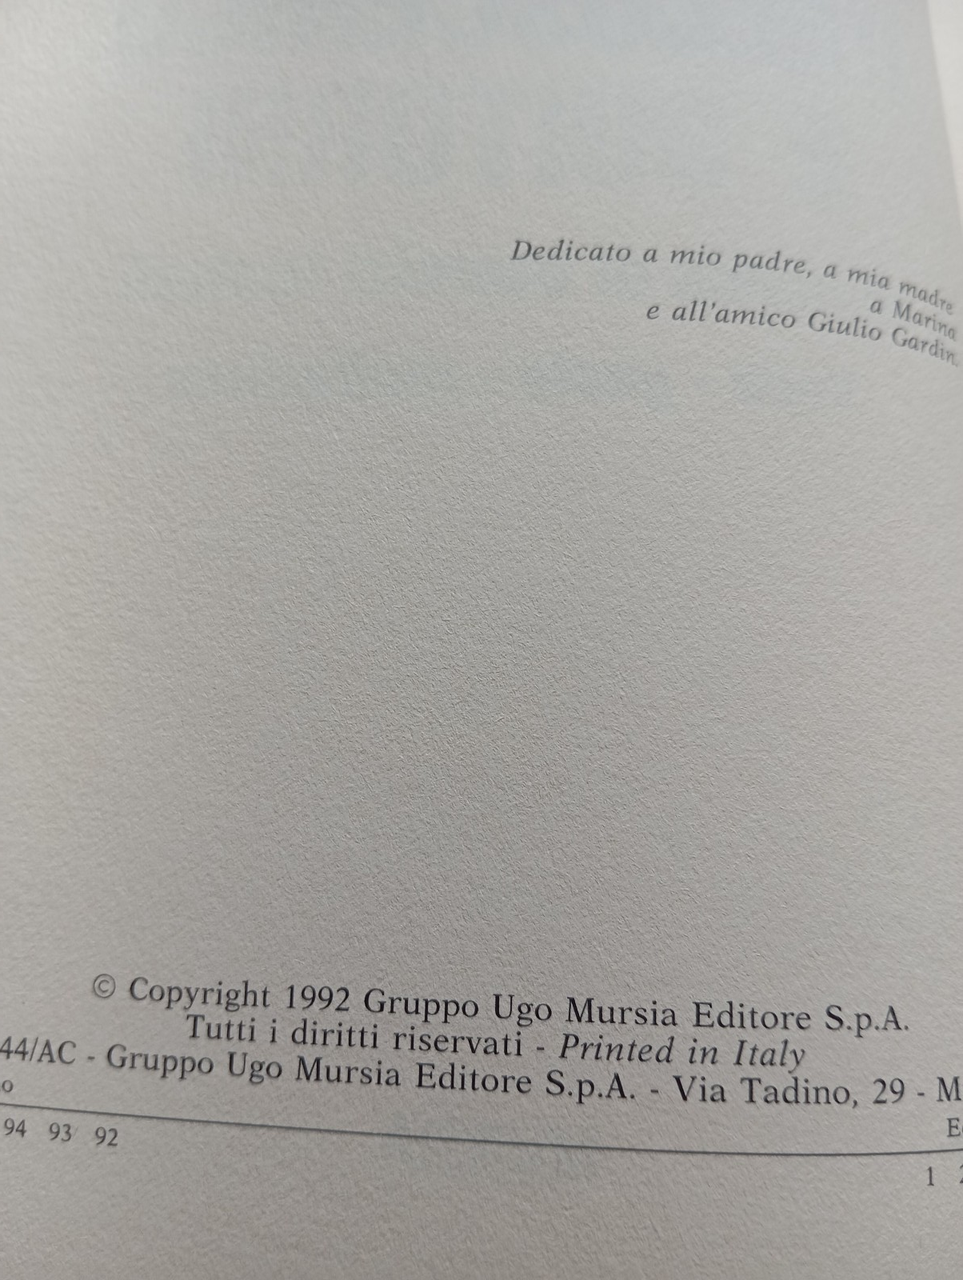 Dedicato a mio padre, a mia madre
a Marina
e all'amico Giulio Gardin.
© Copyright 1992 Gruppo Ugo Mursia Editore S.p.A.
Tutti i diritti riservati - Printed in Italy
44/AC - Gruppo Ugo Mursia Editore S.p.A. - Via Tadino, 29 - M
o
94 93 92
1